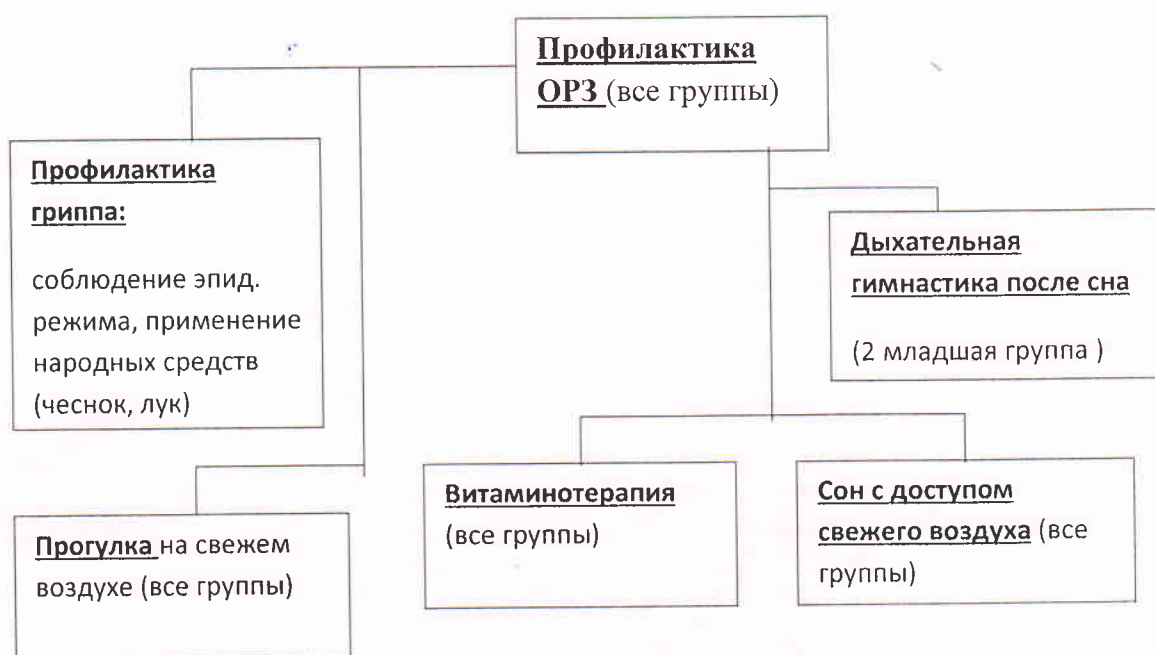 Профилактика
ОРЗ (все группы)
Профилактика
гриппа:
соблюдение эпид.
режима, применение
народных средств
(чеснок, лук)
Дыхательная
гимнастика после сна
(2 младшая группа )
Витаминотерапия
(все группы)
Сон с доступом
свежего воздуха (все
группы)
Прогулка на свежем
воздухе (все группы)